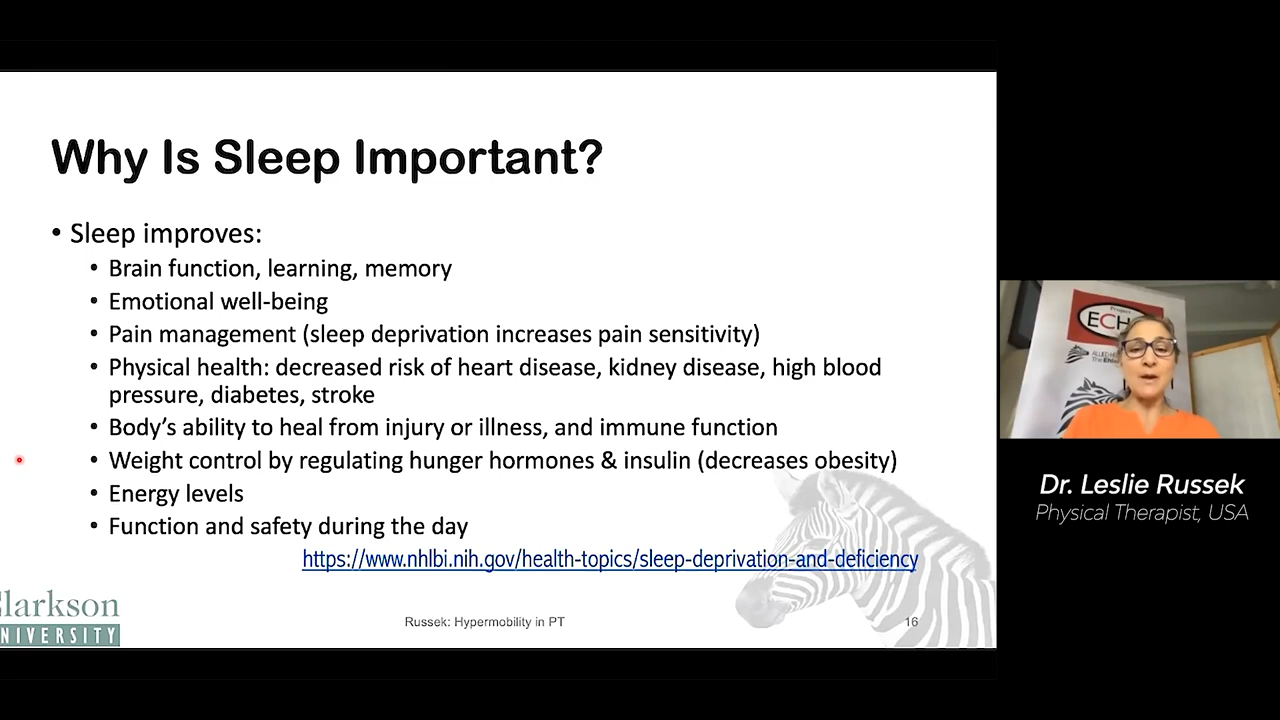 Why Is Sleep Important?
• Sleep improves:
• Brain function, learning, memory
• Emotional well-being
• Pain management (sleep deprivation increases pain sensitivity)
• Physical health: decreased risk of heart disease, kidney disease, high blood
pressure, diabetes, stroke
• Body’s ability to heal from injury or illness, and immune function
• Weight control by regulating hunger hormones & insulin (decreases obesity)
• Energy levels
• Function and safety during the day
https://www.nhlbi.nih.gov/health-topics/sleep-deprivation-and-deficiency
Clarkson
UNIVERSITY
Russek: Hypermobility in PT
16
Project
ECHO
Dr. Leslie Russek
Physical Therapist, USA